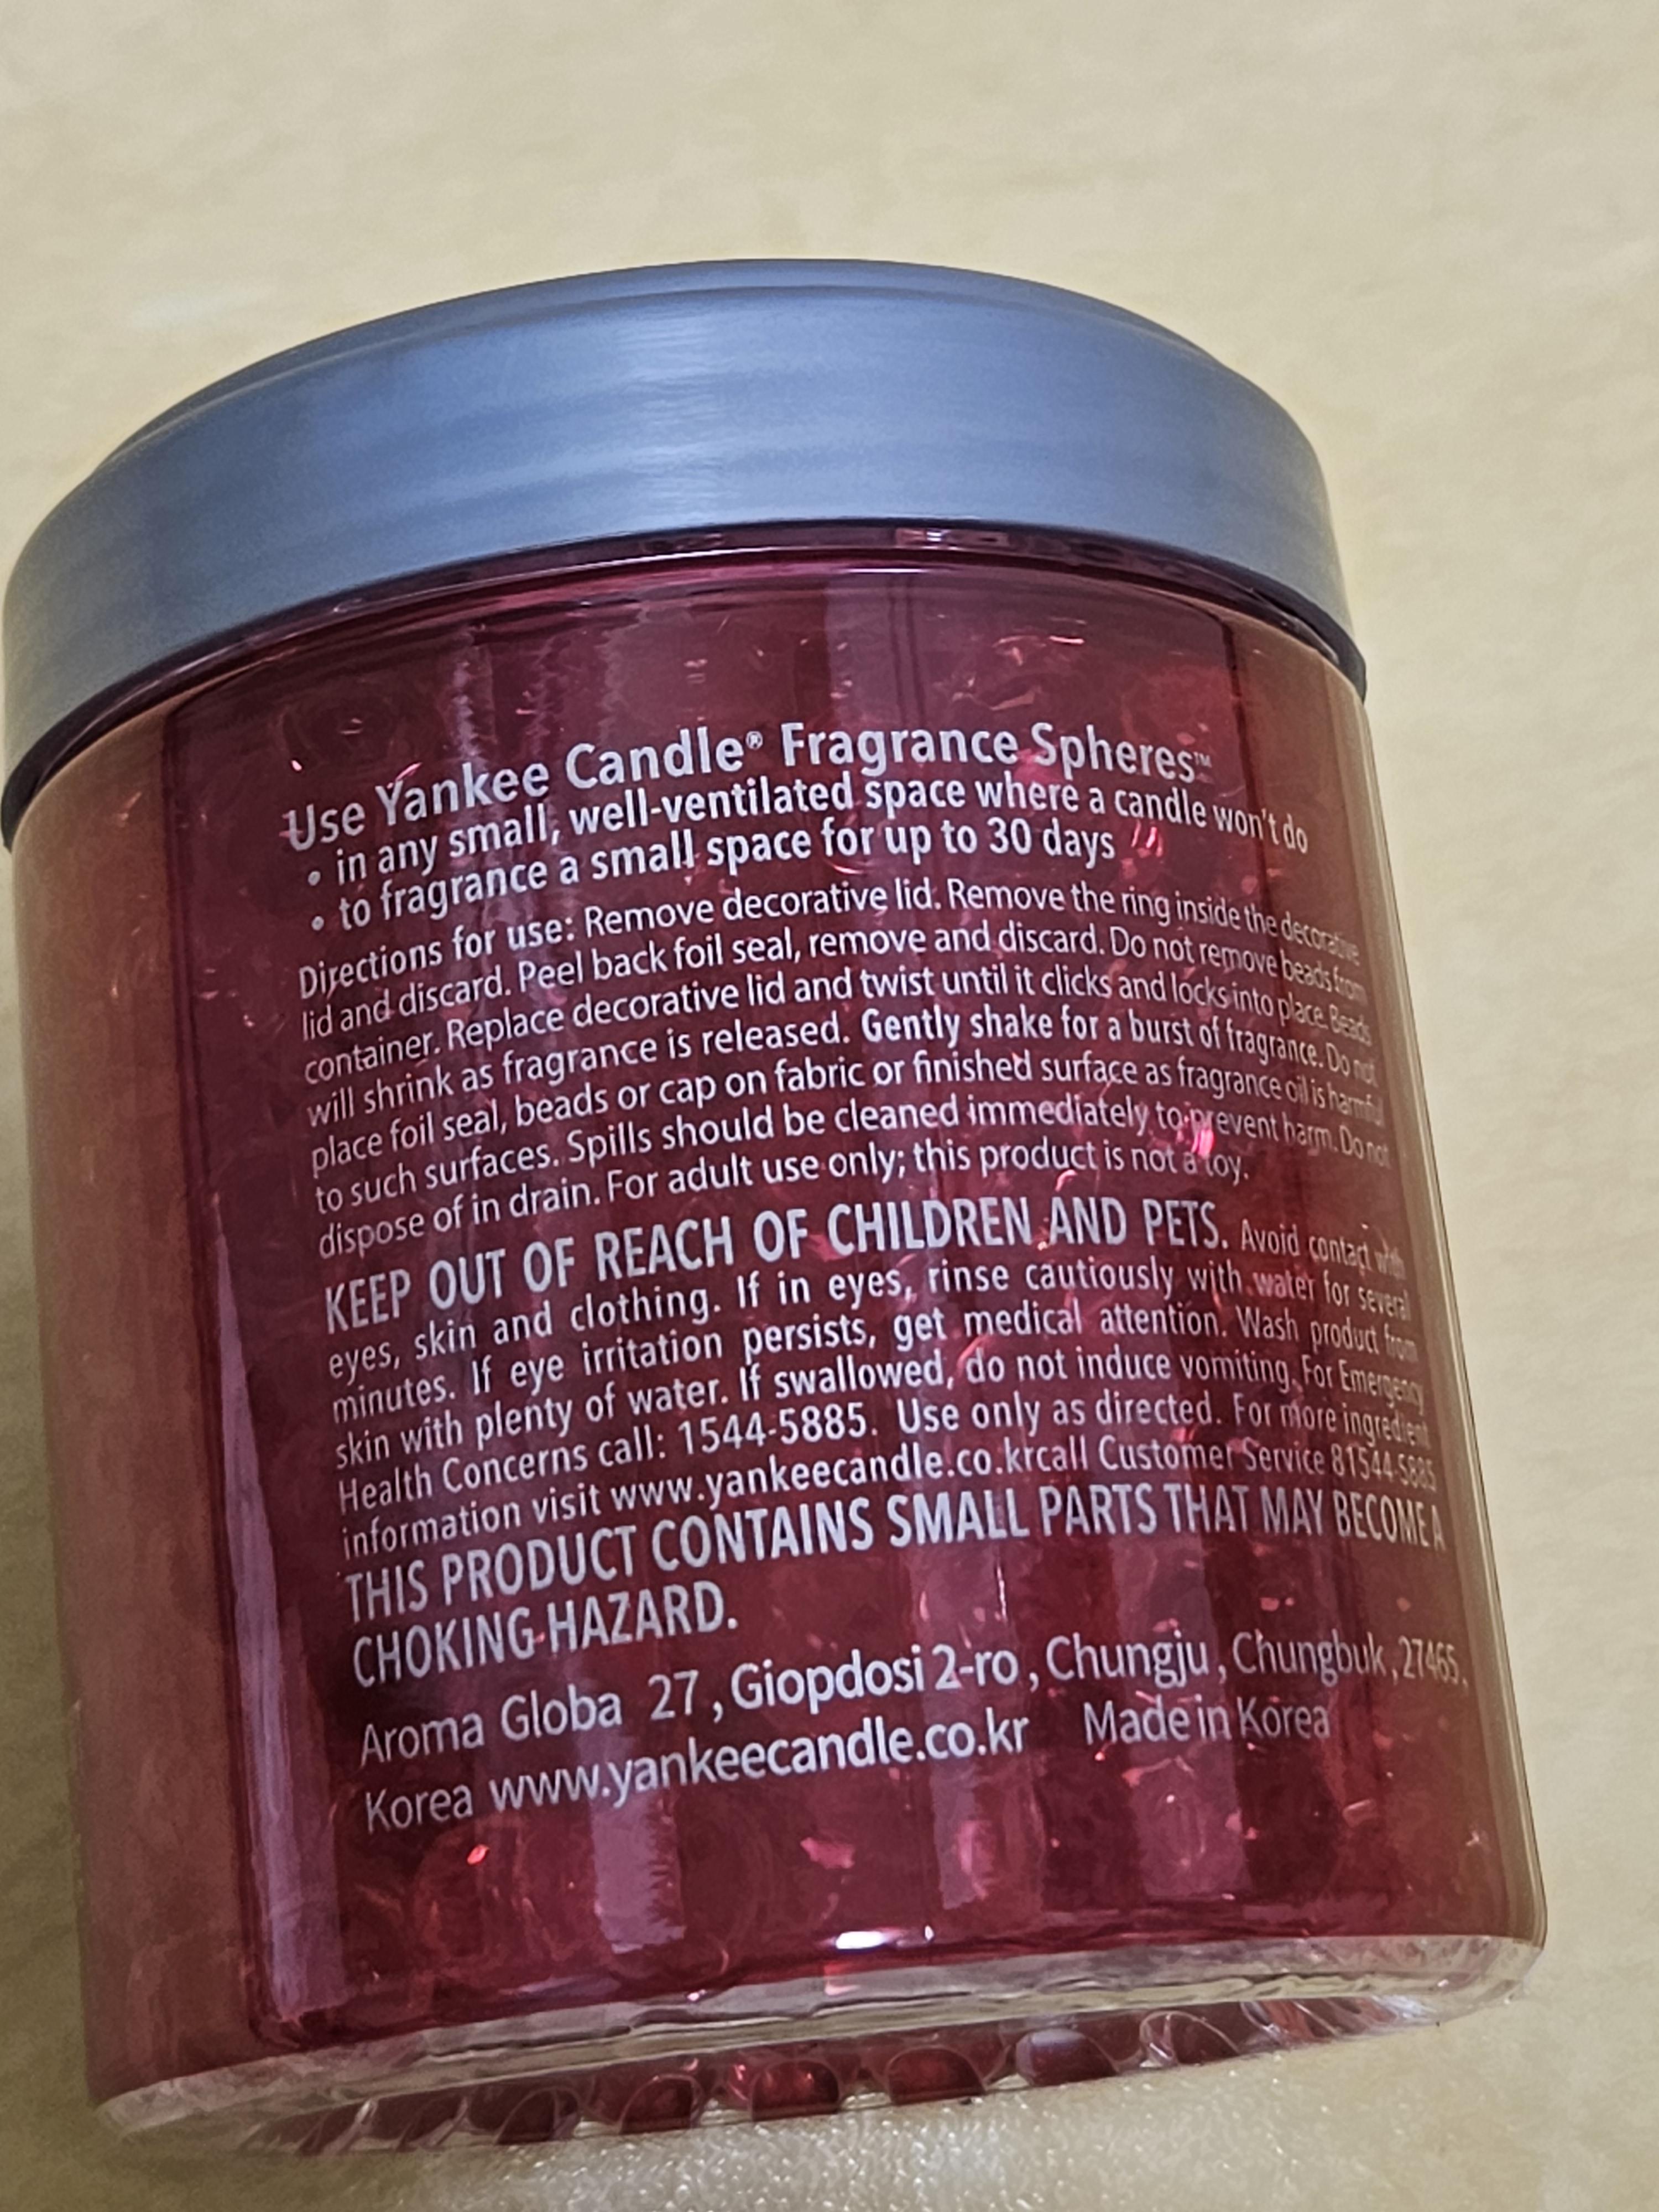 Use Yankee Candle® Fragrance Spheres™
• in any small, well-ventilated space where a candle won't do
• to fragrance a small space for up to 30 days
Directions for use: Remove decorative lid. Remove the ring inside the decorative
lid and discard. Peel back foil seal, remove and discard. Do not remove beads from
container. Replace decorative lid and twist until it clicks and locks into place. Beads
will shrink as fragrance is released. Gently shake for a burst of fragrance. Do not
place foil seal, beads or cap on fabric or finished surface as fragrance oil is harmful
to such surfaces. Spills should be cleaned immediately to prevent harm. Do not
dispose of in drain. For adult use only; this product is not a toy.
KEEP OUT OF REACH OF CHILDREN AND PETS. Avoid contact with
eyes, skin and clothing. If in eyes, rinse cautiously with water for several
minutes. If eye irritation persists, get medical attention. Wash product from
skin with plenty of water. If swallowed, do not induce vomiting. For Emergency
Health Concerns call: 1544-5885. Use only as directed. For more ingredient
information visit www.yankeecandle.co.krcall Customer Service 81544-5885
THIS PRODUCT CONTAINS SMALL PARTS THAT MAY BECOME A
CHOKING HAZARD.
Aroma Globa 27, Giopdosi 2-ro, Chungju, Chungbuk, 27465,
Korea www.yankeecandle.co.kr Made in Korea